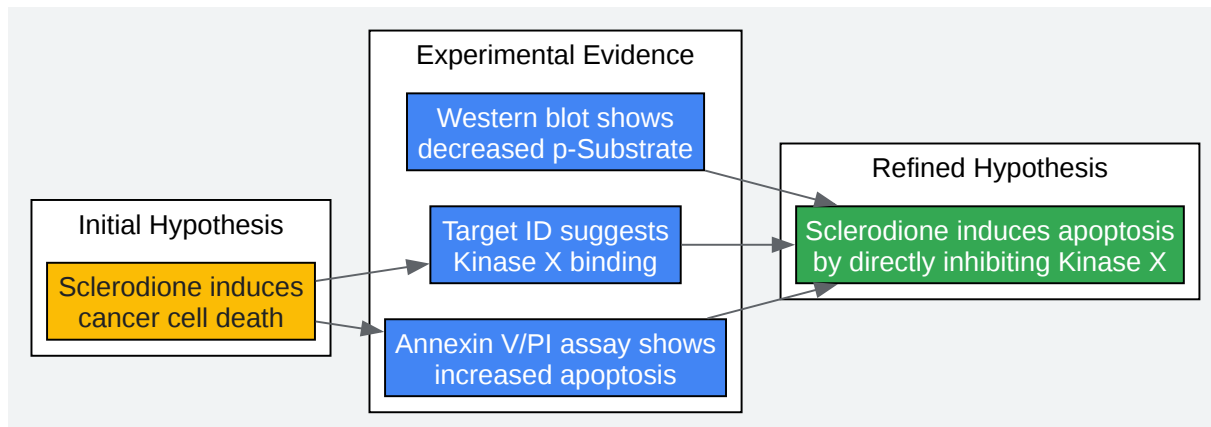 Initial Hypothesis
Sclerodione induces
cancer cell death
Experimental Evidence
Western blot shows
decreased p-Substrate
Target ID suggests
Kinase X binding
Annexin V/PI assay shows
increased apoptosis
Refined Hypothesis
Sclerodione induces apoptosis
by directly inhibiting Kinase X